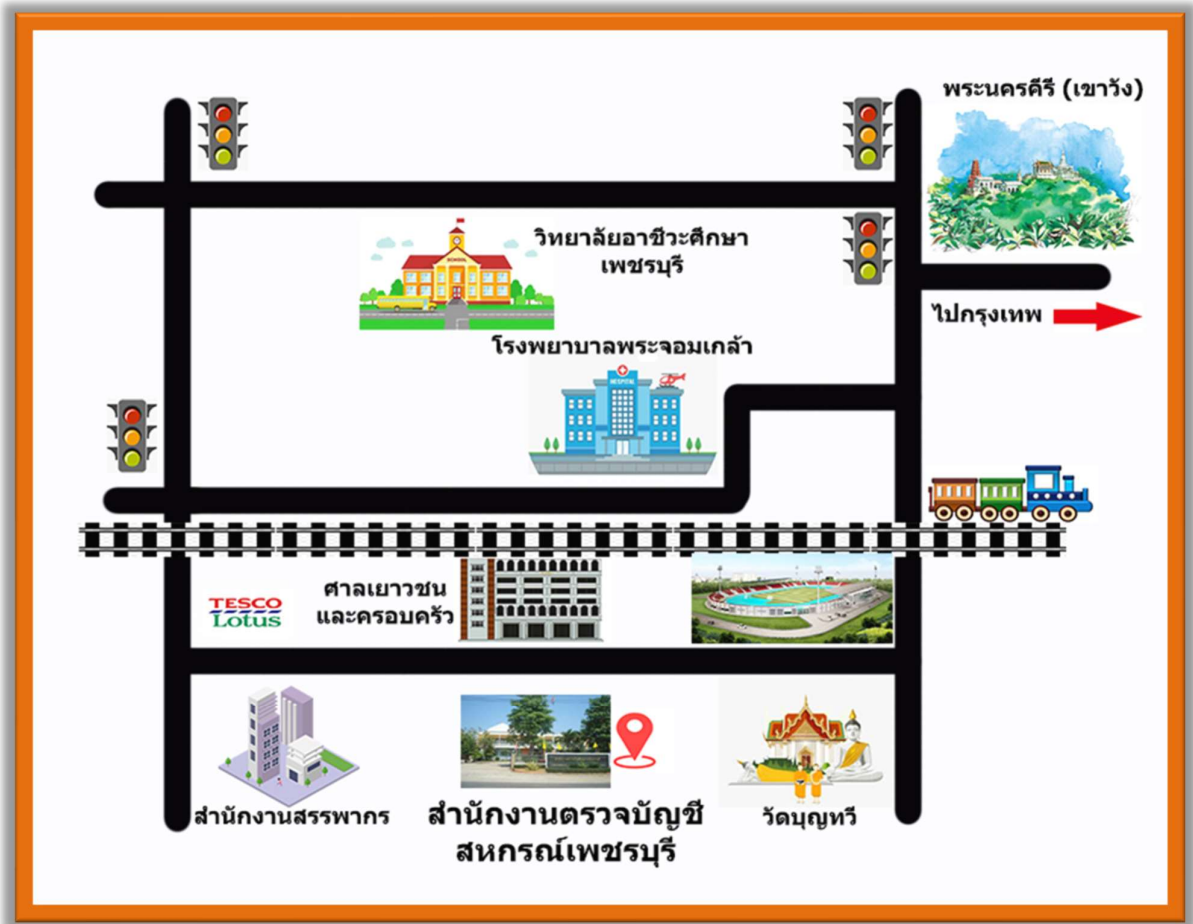 พระนครคีรี (เขาวัง)
วิทยาลัยอาชีวะศึกษา
เพชรบุรี
SCHOOL
ไปกรุงเทพ
โรงพยาบาลพระจอมเกล้า
HOSPITAL
ศาลเยาวชน
และครอบครัว
TESCO
Lotus
สำนักงานสรรพากร
สำนักงานตรวจบัญชี
สหกรณ์เพชรบุรี
วัดบุญทวี